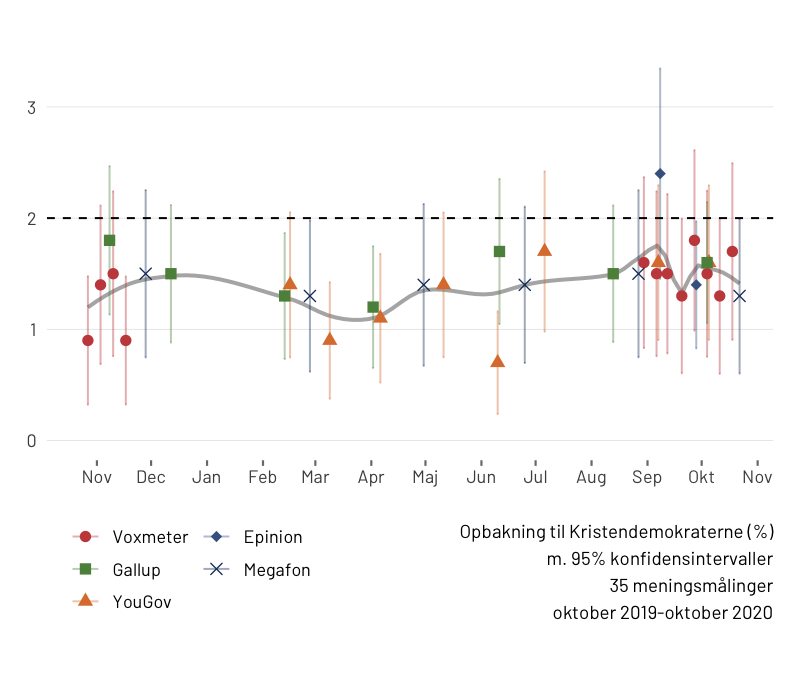 3
2
1
0
Nov Dec Jan Feb Mar Apr Maj Jun Jul Aug Sep Okt Nov
Voxmeter Epinion
Gallup Megafon
YouGov
Opbakning til Kristendemokraterne (%)
m. 95% konfidensintervaller
35 meningsmålinger
oktober 2019-oktober 2020